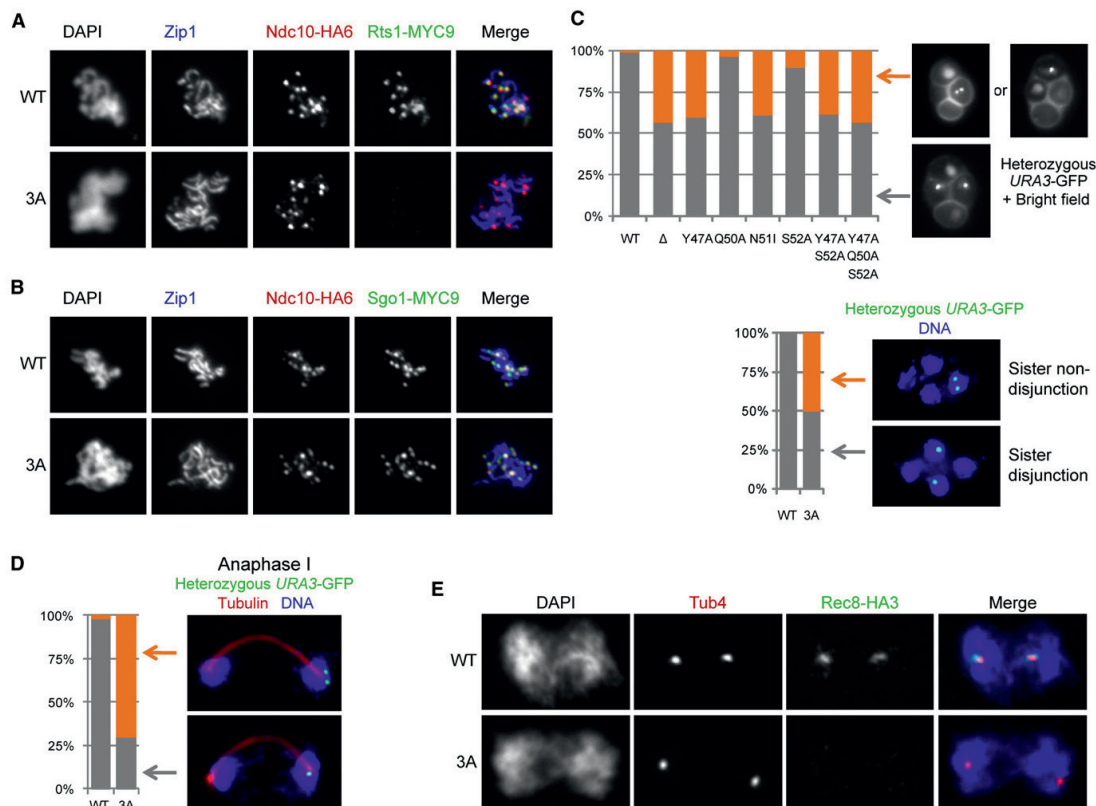 A
DAPI Zip1 Ndc10-HA6 Rts1-MYC9 Merge
WT
3A
B
DAPI Zip1 Ndc10-HA6 Sgo1-MYC9 Merge
WT
3A
C
100%
75%
50%
25%
0%
WT Δ Y47A Q50A N51I S52A Y47A Y47A
S52A Q50A
S52A
or
Heterozygous
URA3-GFP
+ Bright field
Heterozygous URA3-GFP
DNA
100%
75%
50%
25%
0%
WT 3A
Sister non-
disjunction
Sister
disjunction
D
Anaphase I
Heterozygous URA3-GFP
Tubulin DNA
100%
75%
50%
25%
0%
WT 3A
E
DAPI Tub4 Rec8-HA3 Merge
WT
3A